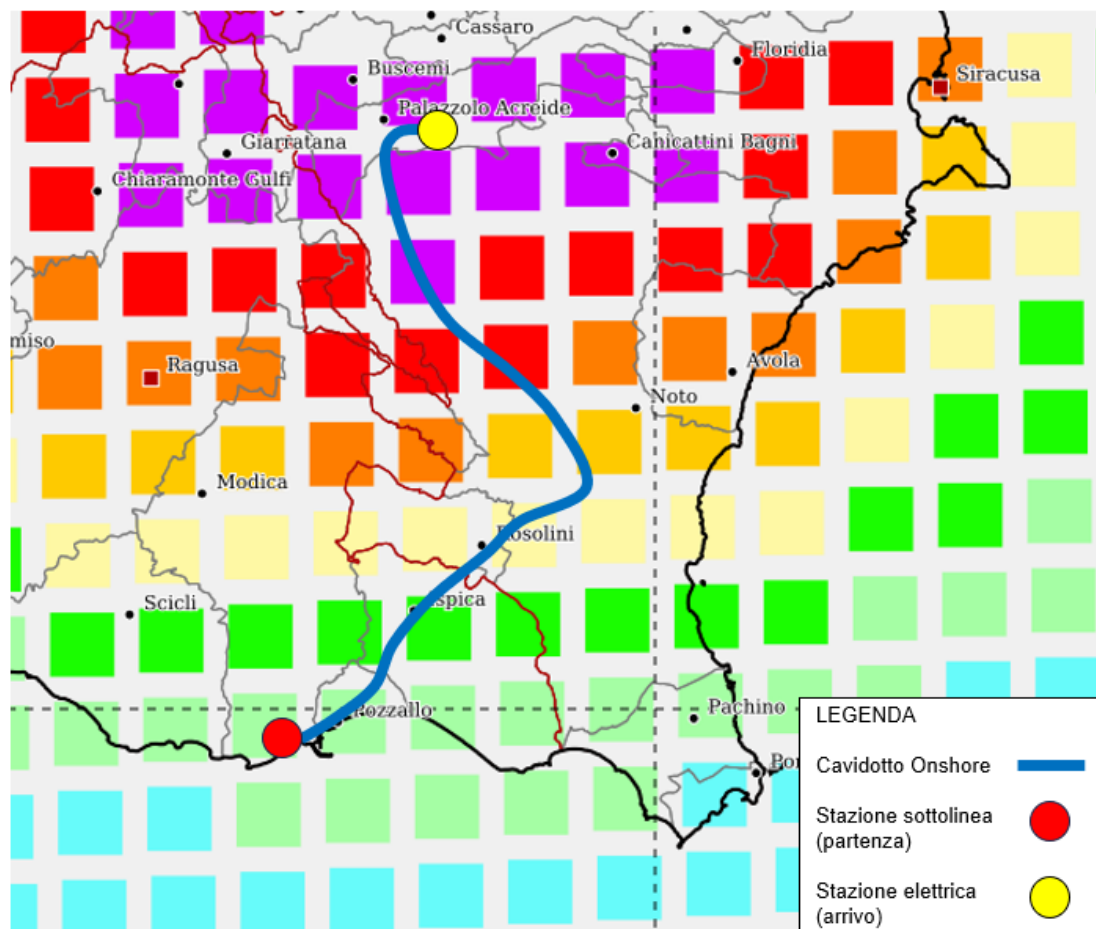 Cassaro
Floridia
Buscemi
Siracusa
Palazzolo Acreide
Giarratana
Canicattini Bagni
Chiaramonte Gulfi
miso
Ragusa
Avola
Noto
Modica
Rosolini
Scicli
Ispica
Pozzallo
Pachino
Por
LEGENDA
Cavidotto Onshore
Stazione sottolinea
(partenza)
Stazione elettrica
(arrivo)